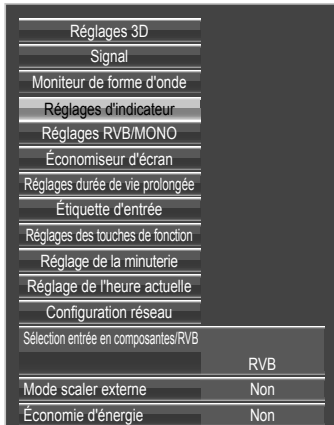 Réglages 3D
Signal
Moniteur de forme d'onde
Réglages d'indicateur
Réglages RVB/MONO
Économiseur d'écran
Réglages durée de vie prolongée
Étiquette d'entrée
Réglages des touches de fonction
Réglage de la minuterie
Réglage de l'heure actuelle
Configuration réseau
Sélection entrée en composantes/RVB
RVB
Mode scaler externe Non
Économie d'énergie Non